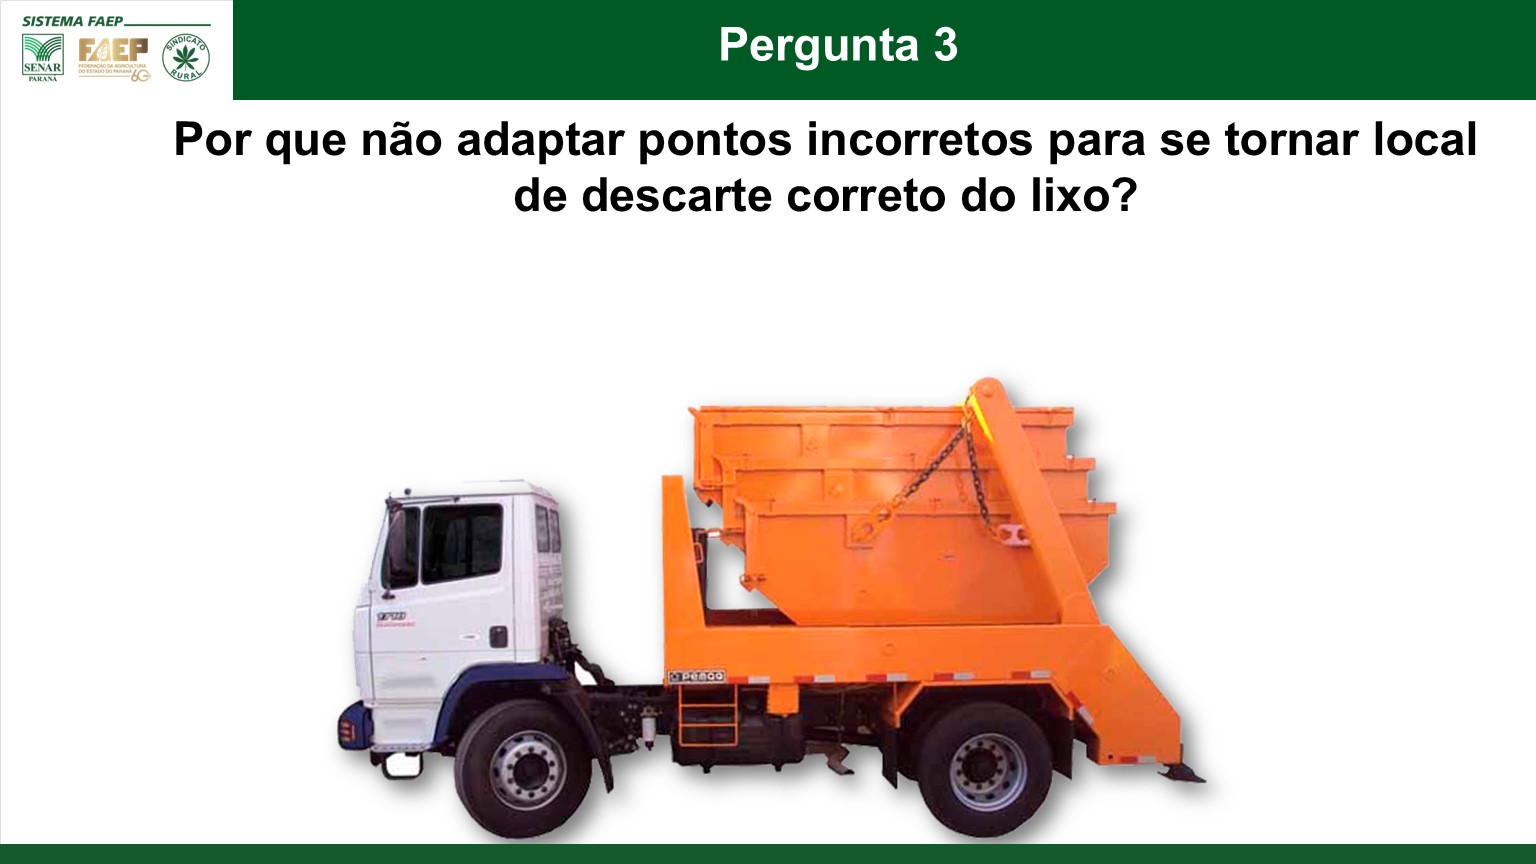 SISTEMA FAEP
SENAR
PARANÁ
FAEP
FEDERAÇÃO DA AGRICULTURA
DO ESTADO DO PARANÁ
60
SINDICATO
RURAL
Pergunta 3
Por que não adaptar pontos incorretos para se tornar local
de descarte correto do lixo?
1718